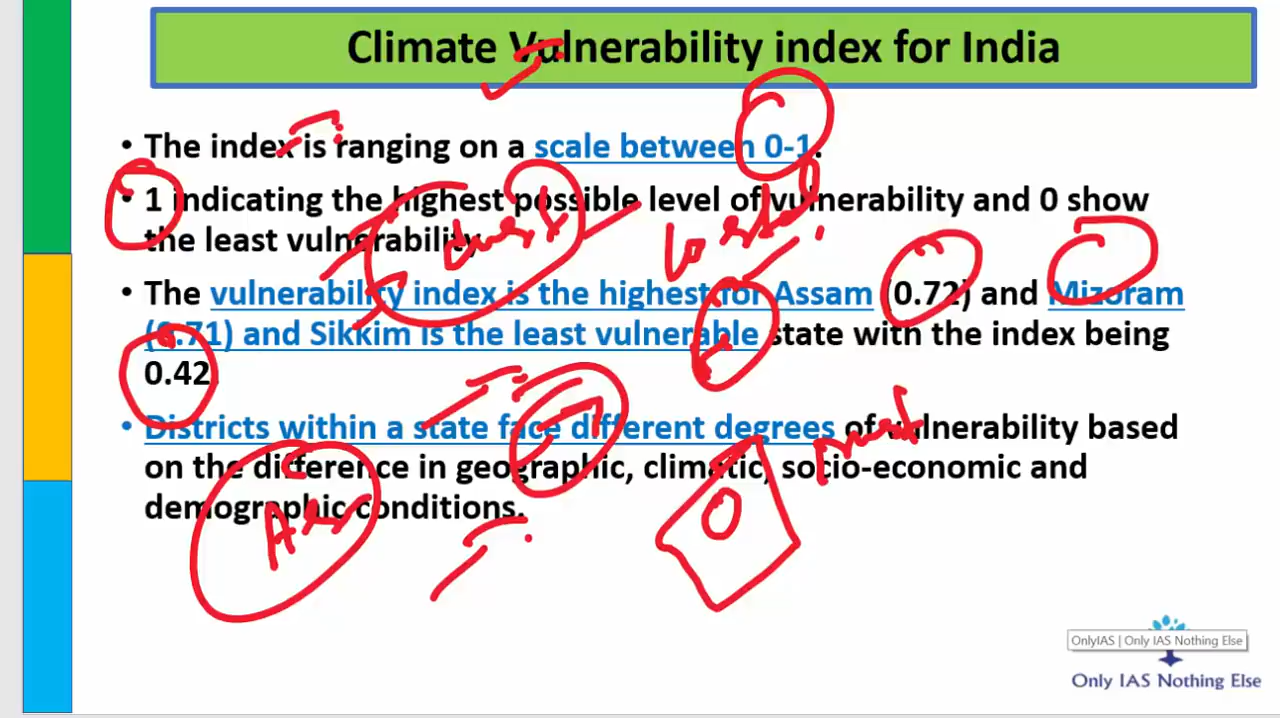 Climate Vulnerability index for India
• The index is ranging on a scale between 0-1.
• 1 indicating the highest possible level of vulnerability and 0 show
the least vulnerability.
• The vulnerability index is the highest for Assam (0.72) and Mizoram
(0.71) and Sikkim is the least vulnerable state with the index being
0.42.
• Districts within a state face different degrees of vulnerability based
on the difference in geographic, climatic, socio-economic and
demographic conditions.
OnlyIAS | Only IAS Nothing Else
Only IAS Nothing Else